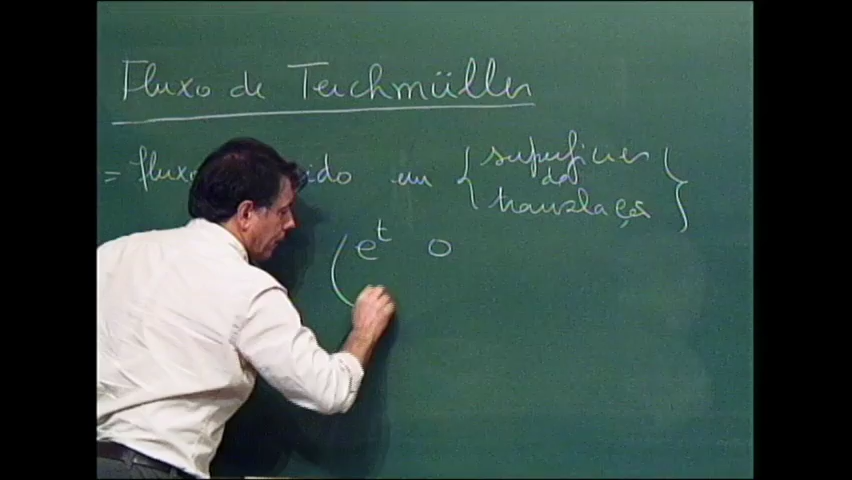 Fluxo de Teichmüller
= fluxo ido em { superfícies
de
translações }
( e^t 0